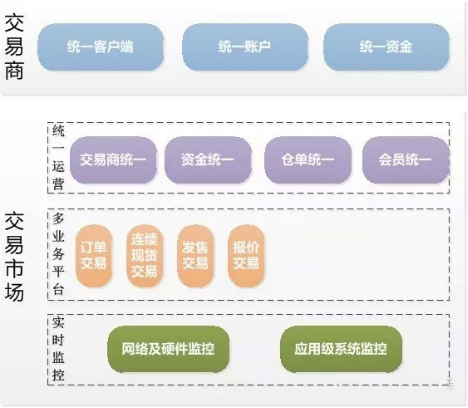 交易商
统一客户端
统一账户
统一资金
交易市场
统一运营
交易商统一
资金统一
仓单统一
会员统一
多业务平台
订单
交易
连续
现货
交易
发售
交易
报价
交易
实时监控
网络及硬件监控
应用级系统监控